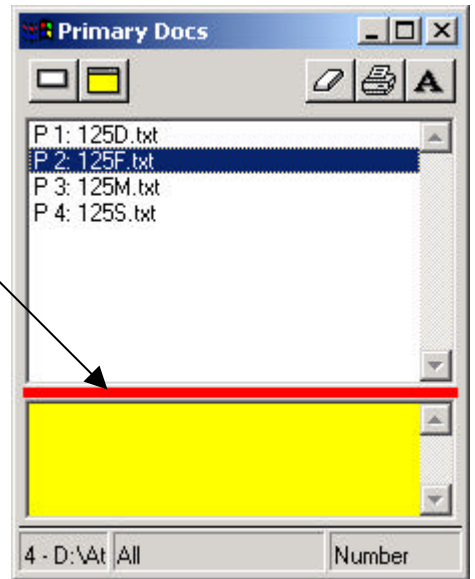 Primary Docs
A
P 1: 125D.txt
P 2: 125F.txt
P 3: 125M.txt
P 4: 125S.txt
4 - D:\At All Number